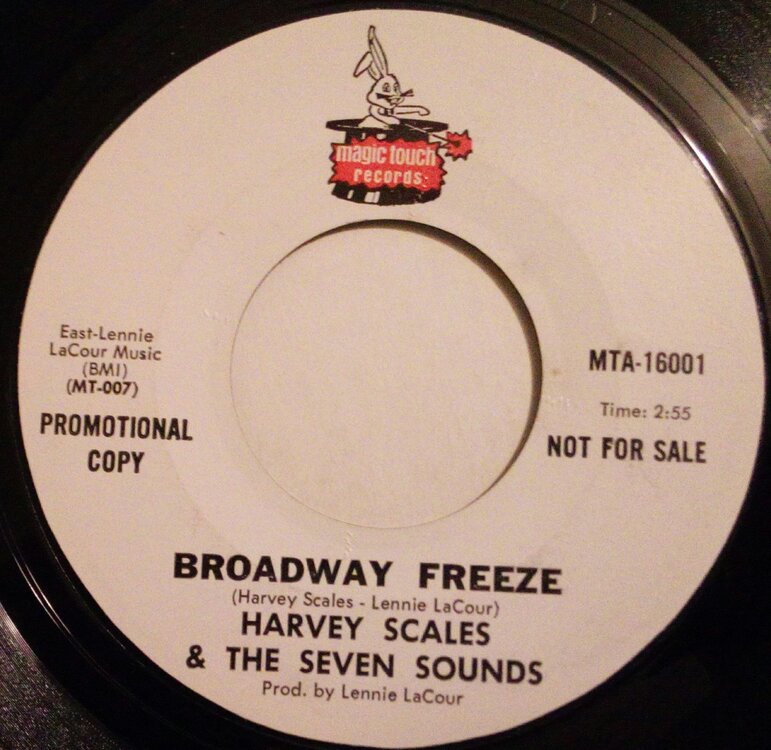 magic touch
records
East-Lennie
LaCour Music
(BMI)
(MT-007)
PROMOTIONAL
COPY
MTA-16001
Time: 2:55
NOT FOR SALE
BROADWAY FREEZE
(Harvey Scales - Lennie LaCour)
HARVEY SCALES
& THE SEVEN SOUNDS
Prod. by Lennie LaCour